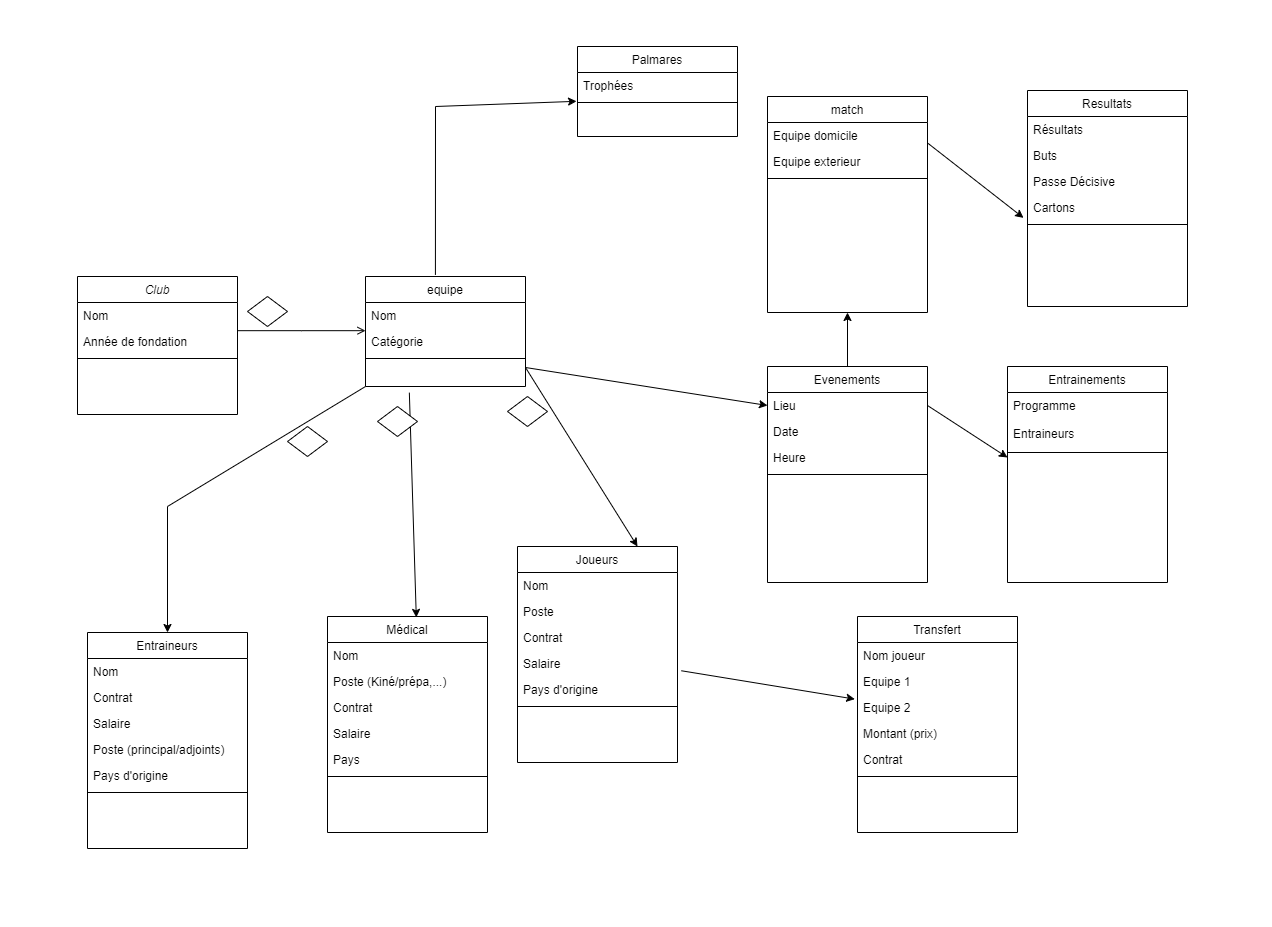 Palmares
Trophées
match
Equipe domicile
Equipe exterieur
Resultats
Résultats
Buts
Passe Décisive
Cartons
Club
Nom
Année de fondation
equipe
Nom
Catégorie
Evenements
Lieu
Date
Heure
Entrainements
Programme
Entraineurs
Joueurs
Nom
Poste
Contrat
Salaire
Pays d'origine
Entraineurs
Nom
Contrat
Salaire
Poste (principal/adjoints)
Pays d'origine
Médical
Nom
Poste (Kiné/prépa,...)
Contrat
Salaire
Pays
Transfert
Nom joueur
Equipe 1
Equipe 2
Montant (prix)
Contrat